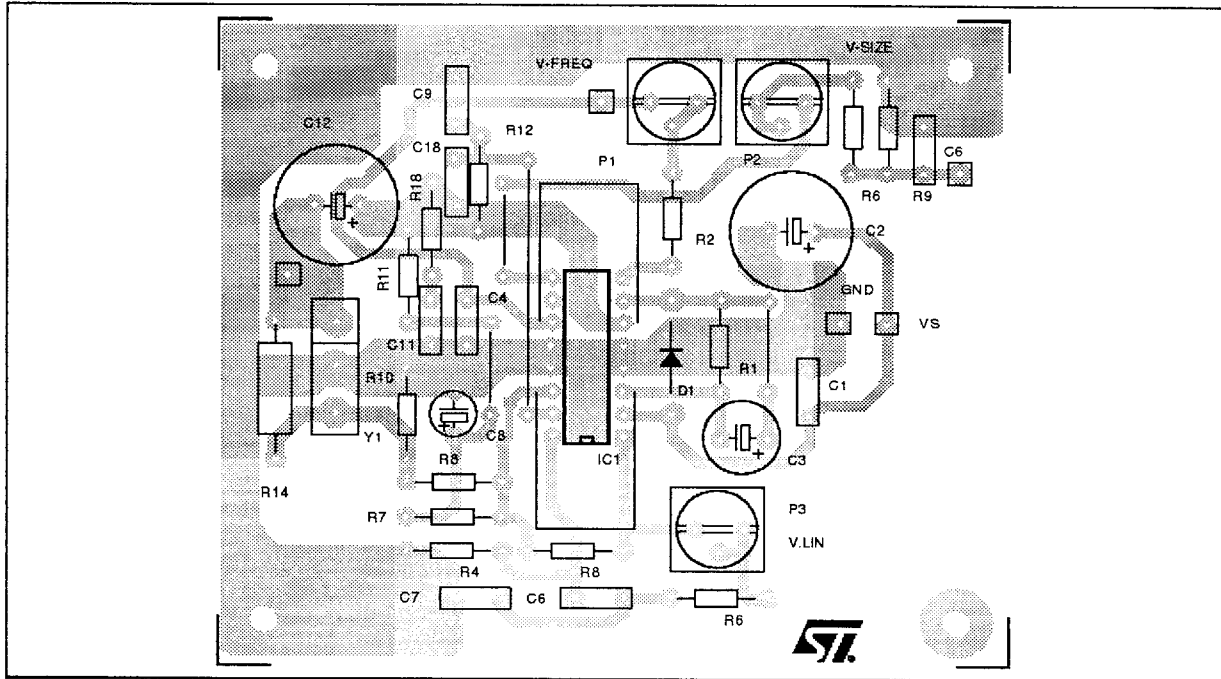 V-FREQ
V-SIZE
C9
C12
R12
C18
P1
P2
C6
R18
R6
R9
R2
C2
R11
C4
GND
VS
C11
R10
R1
C1
D1
Y1
C8
R8
IC1
C3
R14
R7
P3
V.LIN
R4
R8
C7
C6
R6
ST.